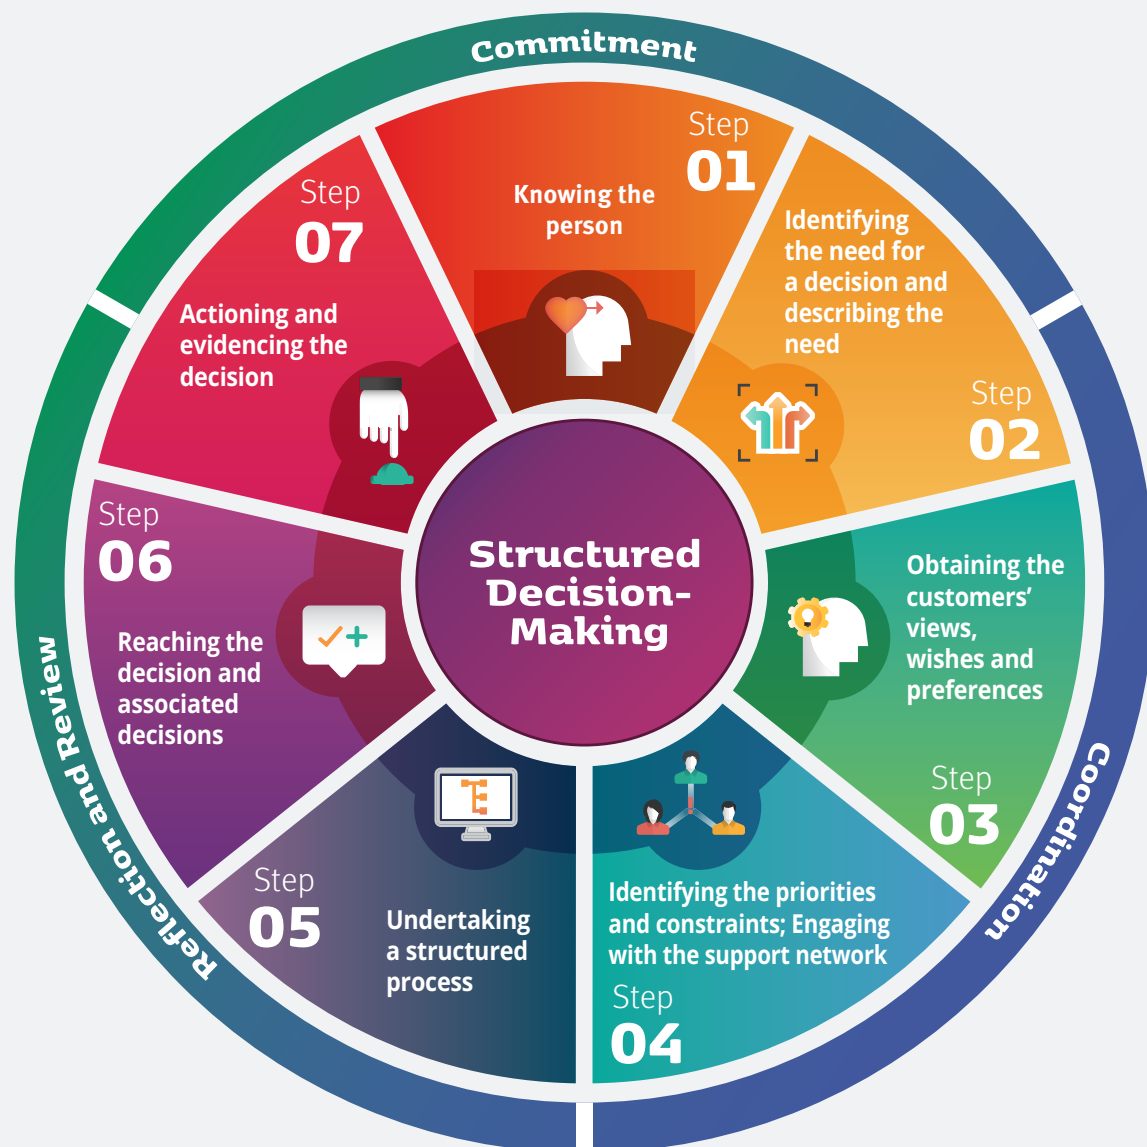 Commitment
Step
01
Knowing the
person
Identifying
the need for
a decision and
describing the
need
Step
02
Obtaining the
customers’
views,
wishes and
preferences
Step
03
Coordination
Identifying the priorities
and constraints; Engaging
with the support network
Step
04
Step
05
Undertaking
a structured
process
Reflection and Review
Step
06
Reaching the
decision and
associated
decisions
Step
07
Actioning and
evidencing the
decision
Structured
Decision-
Making